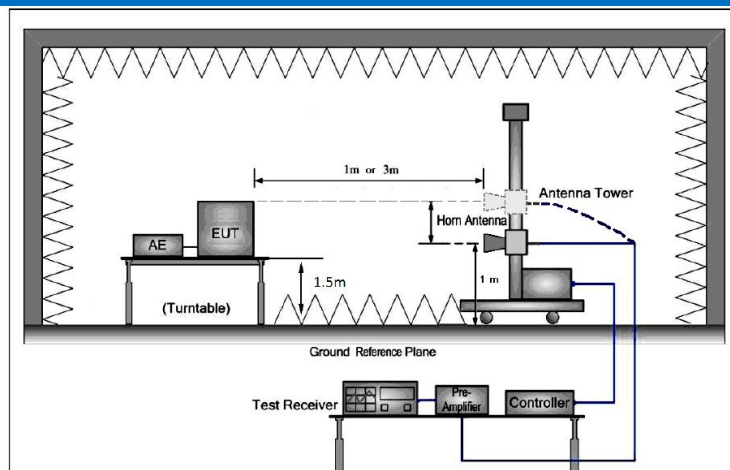 1m or 3m
Antenna Tower
Horn Antenna
EUT
AE
1.5m
1 m
(Turntable)
Ground Reference Plane
Test Receiver
Pre-
Amplifier
Controller